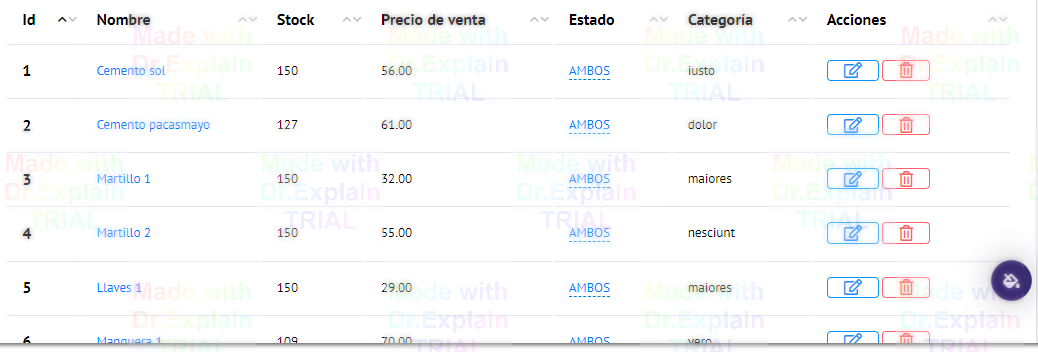 Id Nombre Stock Precio de venta Estado Categoría Acciones
1 Cemento sol 150 56.00 AMBOS iusto
2 Cemento pacasmayo 127 61.00 AMBOS dolor
3 Martillo 1 150 32.00 AMBOS maiores
4 Martillo 2 150 55.00 AMBOS nesciunt
5 Llaves 1 150 29.00 AMBOS maiores
6 Manguera 1 109 70.00 AMBOS vero
Made with Dr.Explain TRIAL